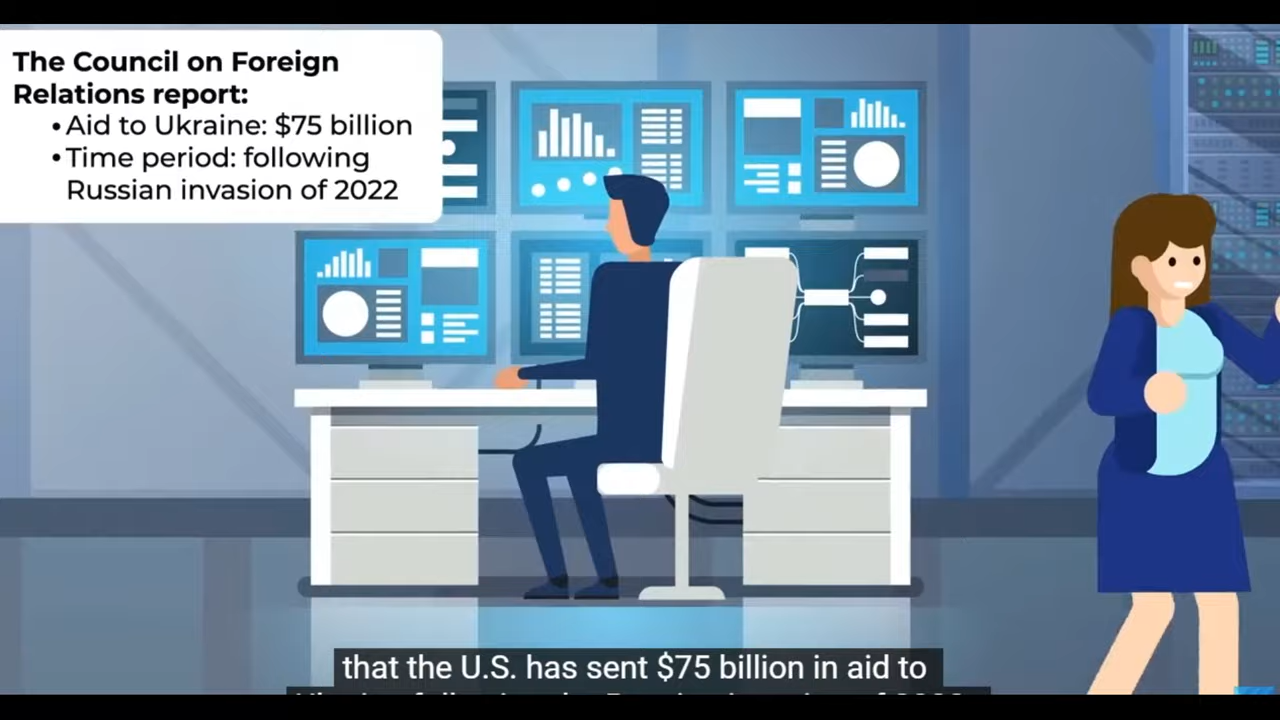 The Council on Foreign
Relations report:
• Aid to Ukraine: $75 billion
• Time period: following
Russian invasion of 2022
that the U.S. has sent $75 billion in aid to